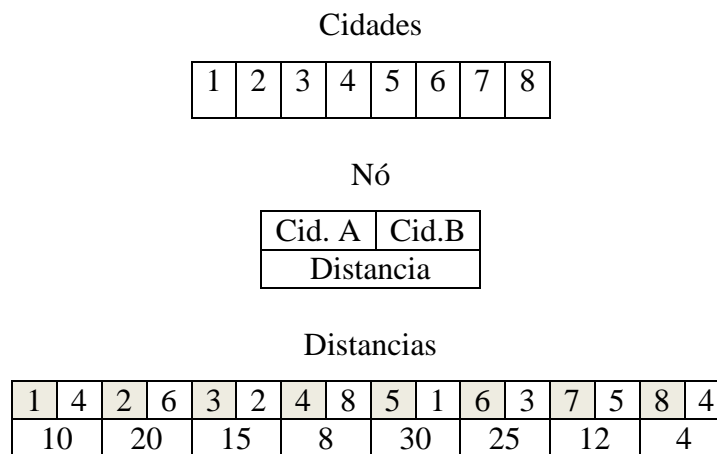 Cidades
1 2 3 4 5 6 7 8
Nó
Cid. A Cid.B
Distancia
Distancias
1 4 2 6 3 2 4 8 5 1 6 3 7 5 8 4
10 20 15 8 30 25 12 4